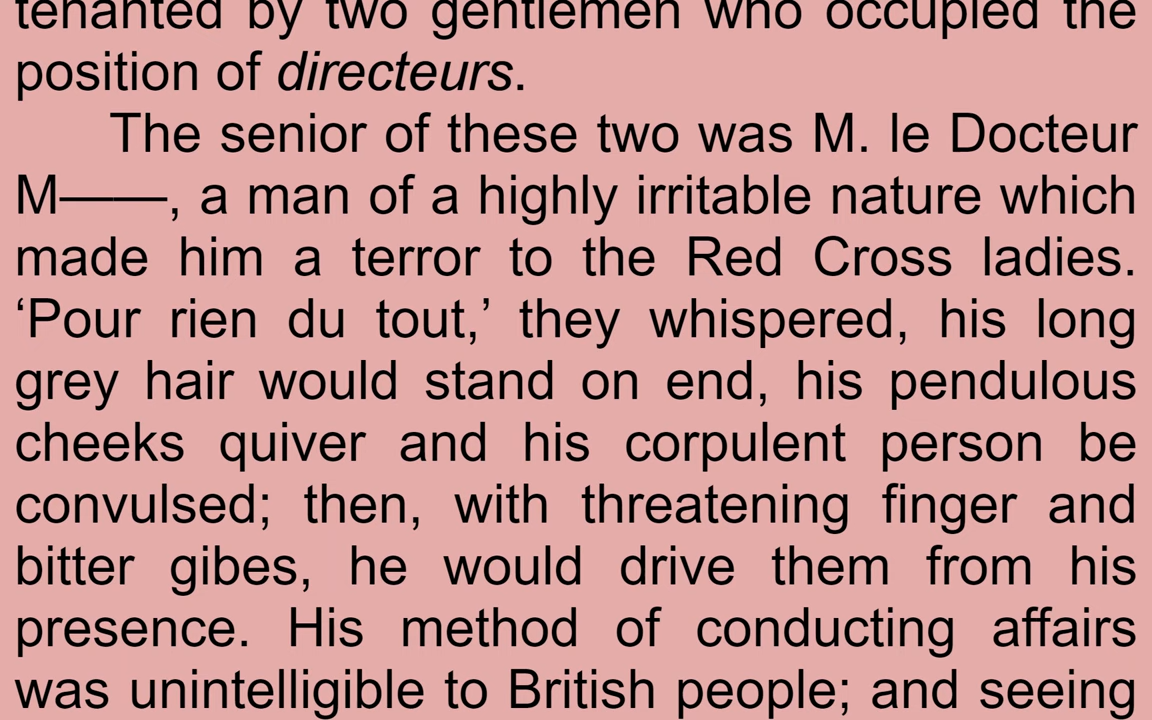 tenanted by two gentlemen who occupied the
position of directeurs.
The senior of these two was M. le Docteur
M——, a man of a highly irritable nature which
made him a terror to the Red Cross ladies.
‘Pour rien du tout,’ they whispered, his long
grey hair would stand on end, his pendulous
cheeks quiver and his corpulent person be
convulsed; then, with threatening finger and
bitter gibes, he would drive them from his
presence. His method of conducting affairs
was unintelligible to British people; and seeing